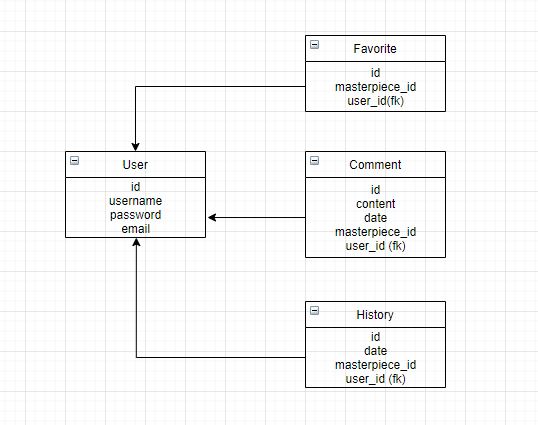 Favorite
id
masterpiece_id
user_id(fk)
User
id
username
password
email
Comment
id
content
date
masterpiece_id
user_id (fk)
History
id
date
masterpiece_id
user_id (fk)